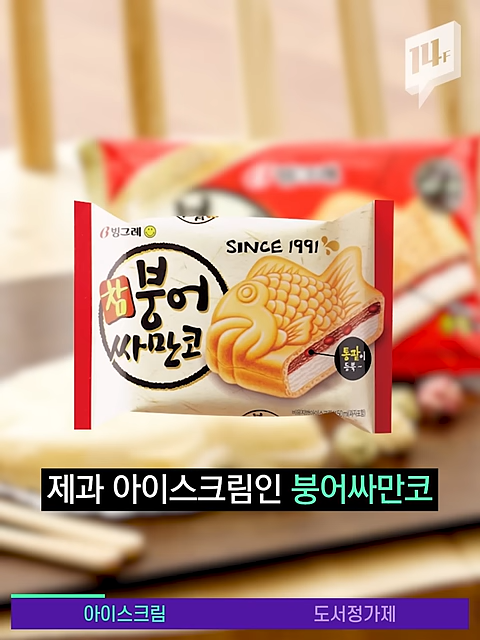 14F
빙그레
SINCE 1991
참
붕어
싸만코
통팥이
듬뿍~
제과 아이스크림인 붕어싸만코
아이스크림
도서정가제